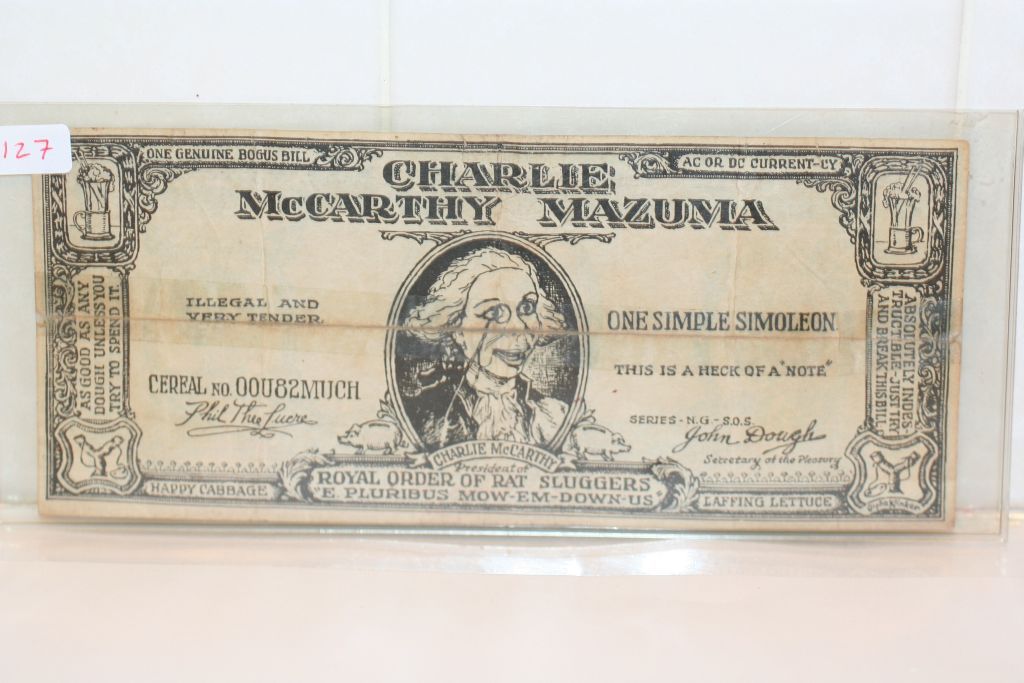 127
ONE GENUINE BOGUS BILL
AC OR DC CURRENT-CY
CHARLIE
McCARTHY MAZUMA
ILLEGAL AND
VERY TENDER
ONE SIMPLE SIMOLEON
THIS IS A HECK OF A "NOTE"
CEREAL NO. OOU82MUCH
Phil Thee Lucre
SERIES - N.G. - S.O.S.
John Dough
Secretary of the Pleasury
AS GOOD AS ANY
DOUGH UNLESS YOU
TRY TO SPEND IT.
ABSOLUTELY INDES-
TRUCTIBLE-JUST TRY
AND BREAK THIS BILL
CHARLIE McCARTHY
President of
ROYAL ORDER OF RAT SLUGGERS
"E. PLURIBUS MOW-EM-DOWN-US"
HAPPY CABBAGE
LAFFING LETTUCE